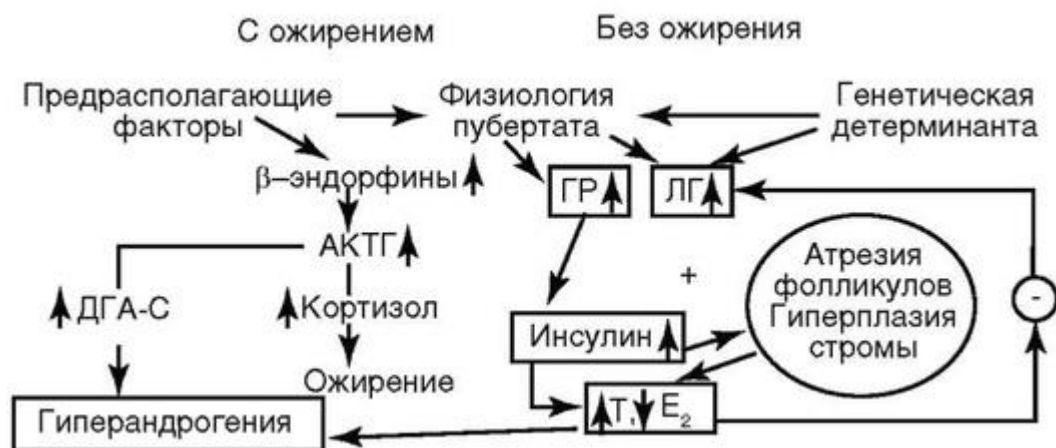 С ожирением
Без ожирения
Предрасполагающие
факторы
Физиология
пубертата
Генетическая
детерминанта
β–эндорфины
ГР
ЛГ
АКТГ
+
Атрезия
фолликулов
Гиперплазия
стромы
-
ДГА-С
Кортизол
Инсулин
Ожирение
Т, Е₂
Гиперандрогения